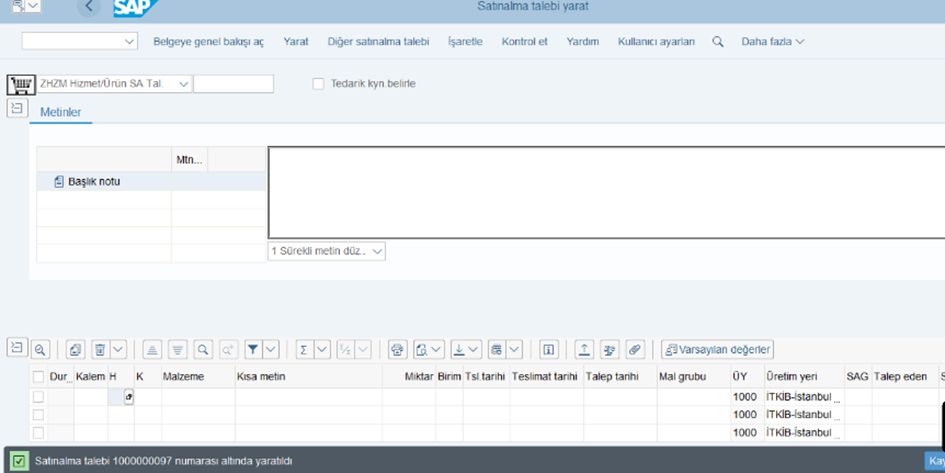 SAP
Satınalma talebi yarat
Belgeye genel bakışı aç Yarat Diğer satınalma talebi İşaretle Kontrol et Yardım Kullanıcı ayarları Daha fazla
ZHZM Hizmet/Ürün SA Tal. Tedarik kyn.belirle
Metinler
Mtn...
Başlık notu
1 Sürekli metin düz..
Varsayılan değerler
Dur_ Kalem H K Malzeme Kısa metin Miktar Birim Tsl.tarihi Teslimat tarihi Talep tarihi Mal grubu ÜY Üretim yeri SAG Talep eden
1000 İTKİB-İstanbul ...
1000 İTKİB-İstanbul ...
1000 İTKİB-İstanbul ...
Satınalma talebi 1000000097 numarası altında yaratıldı